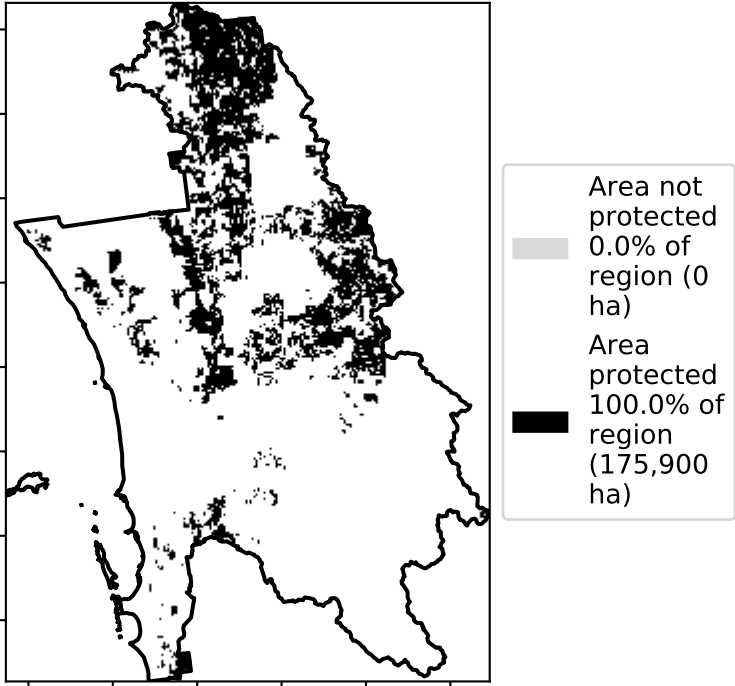 Area not
protected
0.0% of
region (0
ha)
Area
protected
100.0% of
region
(175,900
ha)